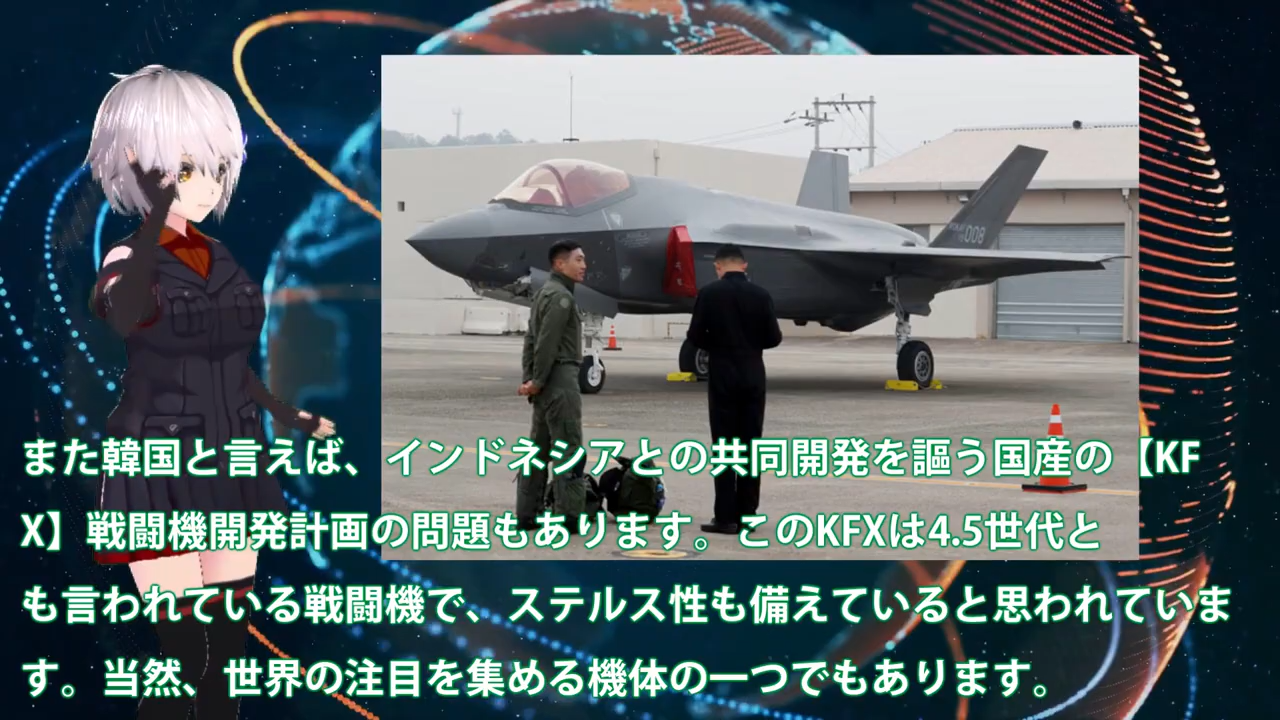 008
また韓国と言えば、インドネシアとの共同開発を謳う国産の【KF
X】戦闘機開発計画の問題もあります。このKFXは4.5世代と
も言われている戦闘機で、ステルス性も備えていると思われていま
す。当然、世界の注目を集める機体の一つでもあります。